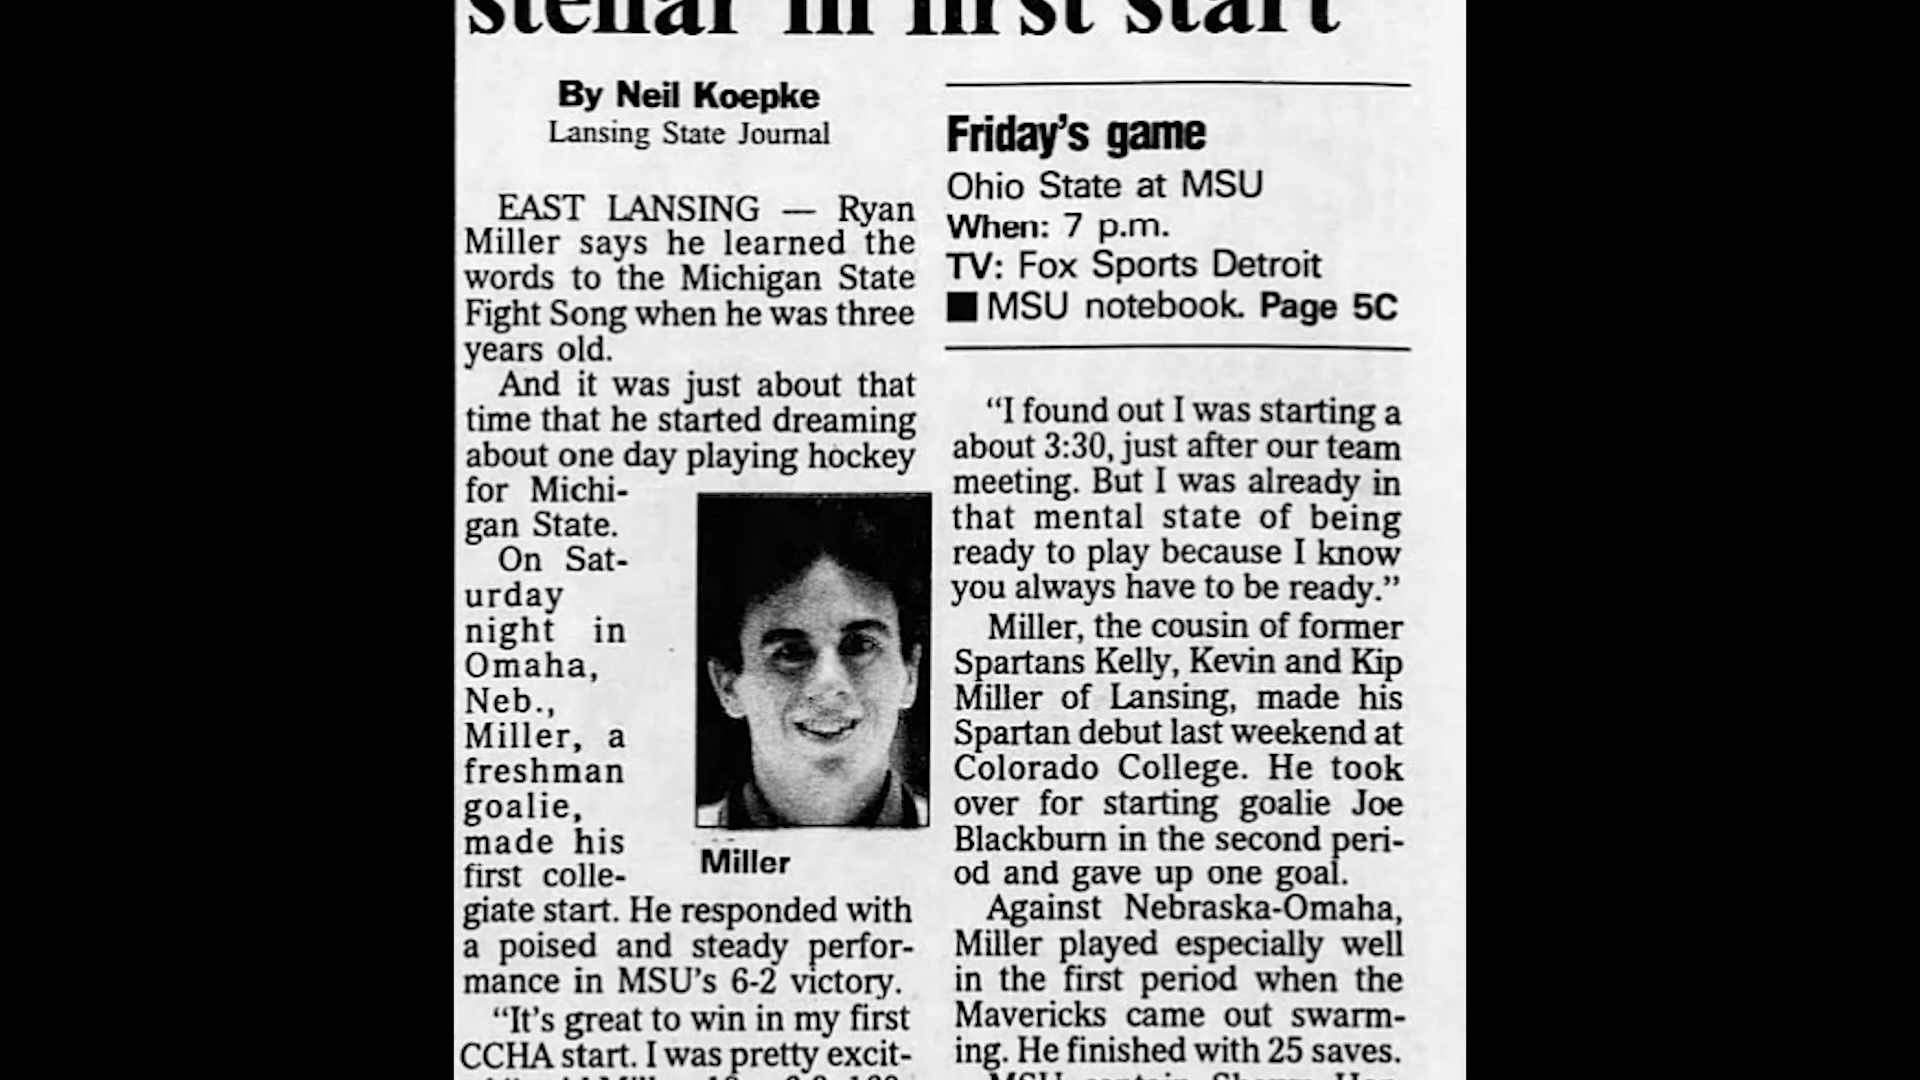 stellar in first start
By Neil Koepke
Lansing State Journal
EAST LANSING — Ryan
Miller says he learned the
words to the Michigan State
Fight Song when he was three
years old.
And it was just about that
time that he started dreaming
about one day playing hockey
for Michi-
gan State.
On Sat-
urday
night in
Omaha,
Neb.,
Miller, a
freshman
goalie,
made his
first colle-
giate start. He responded with
a poised and steady perfor-
mance in MSU's 6-2 victory.
“It's great to win in my first
CCHA start. I was pretty excit-
Miller
Friday's game
Ohio State at MSU
When: 7 p.m.
TV: Fox Sports Detroit
■ MSU notebook. Page 5C
“I found out I was starting a
about 3:30, just after our team
meeting. But I was already in
that mental state of being
ready to play because I know
you always have to be ready.”
Miller, the cousin of former
Spartans Kelly, Kevin and Kip
Miller of Lansing, made his
Spartan debut last weekend at
Colorado College. He took
over for starting goalie Joe
Blackburn in the second peri-
od and gave up one goal.
Against Nebraska-Omaha,
Miller played especially well
in the first period when the
Mavericks came out swarm-
ing. He finished with 25 saves.